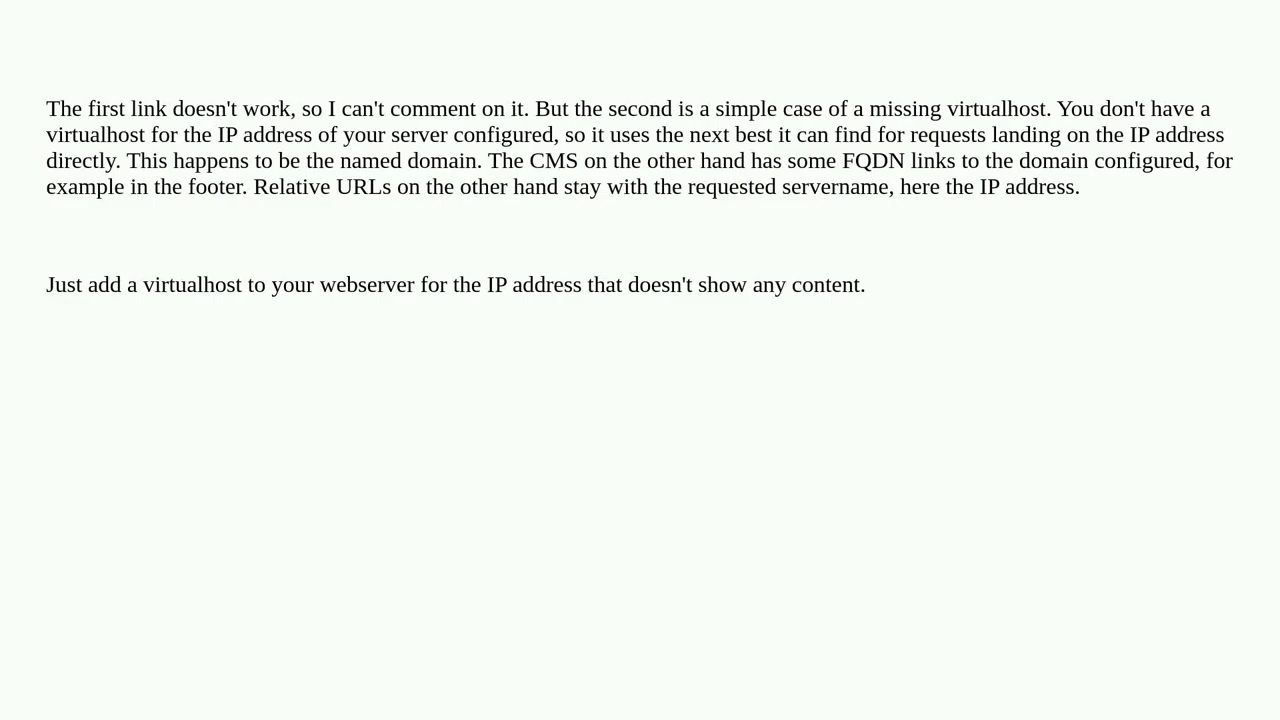 The first link doesn't work, so I can't comment on it. But the second is a simple case of a missing virtualhost. You don't have a
virtualhost for the IP address of your server configured, so it uses the next best it can find for requests landing on the IP address
directly. This happens to be the named domain. The CMS on the other hand has some FQDN links to the domain configured, for
example in the footer. Relative URLs on the other hand stay with the requested servername, here the IP address.
Just add a virtualhost to your webserver for the IP address that doesn't show any content.